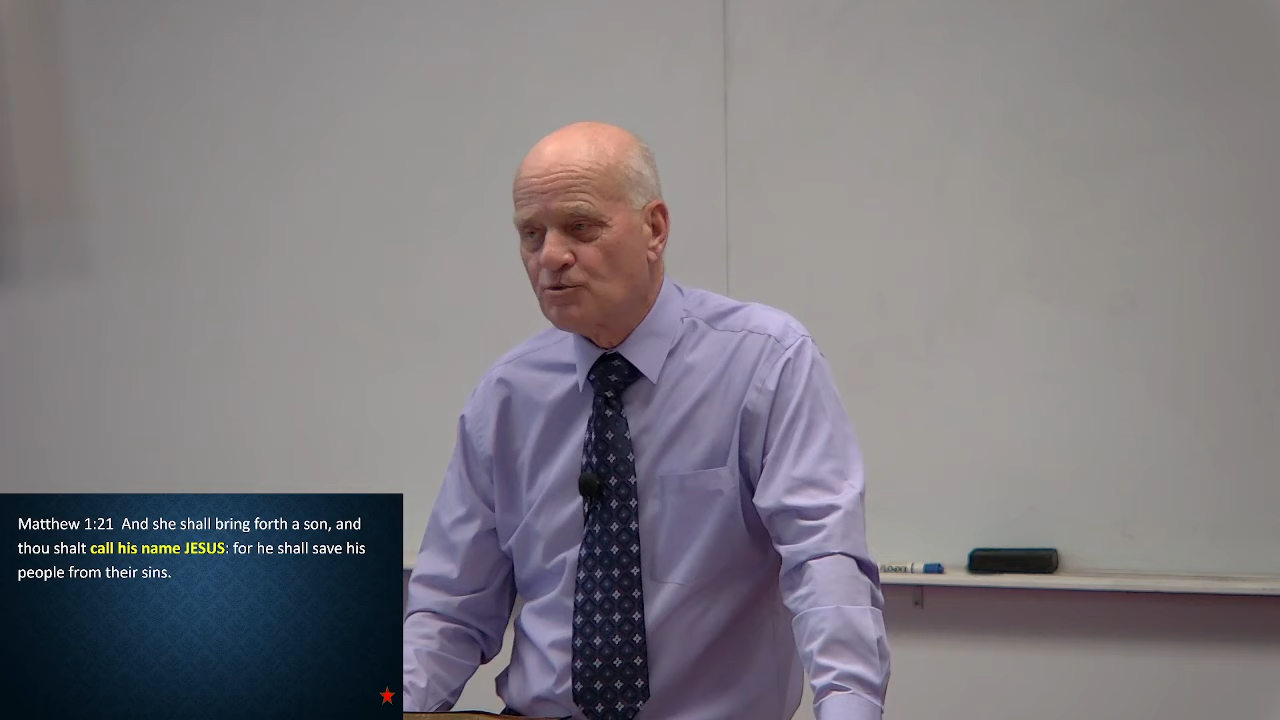 Matthew 1:21  And she shall bring forth a son, and
thou shalt call his name JESUS: for he shall save his
people from their sins.